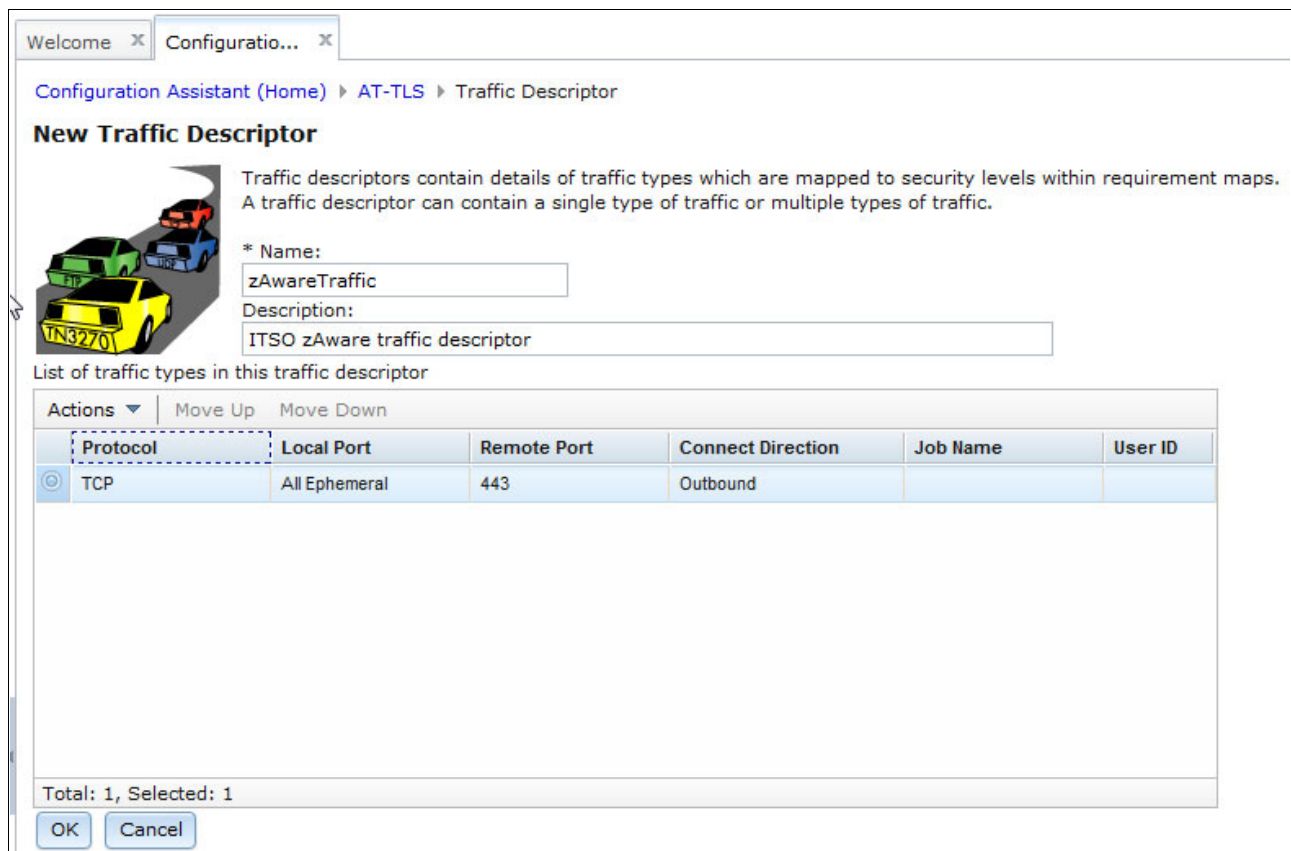 Welcome X Configuratio... X
Configuration Assistant (Home) ▶ AT-TLS ▶ Traffic Descriptor
New Traffic Descriptor
Traffic descriptors contain details of traffic types which are mapped to security levels within requirement maps.
A traffic descriptor can contain a single type of traffic or multiple types of traffic.
* Name:
zAwareTraffic
Description:
ITSO zAware traffic descriptor
FTP
UDP
TN3270
List of traffic types in this traffic descriptor
Actions Move Up Move Down
Protocol Local Port Remote Port Connect Direction Job Name User ID
TCP All Ephemeral 443 Outbound
Total: 1, Selected: 1
OK Cancel